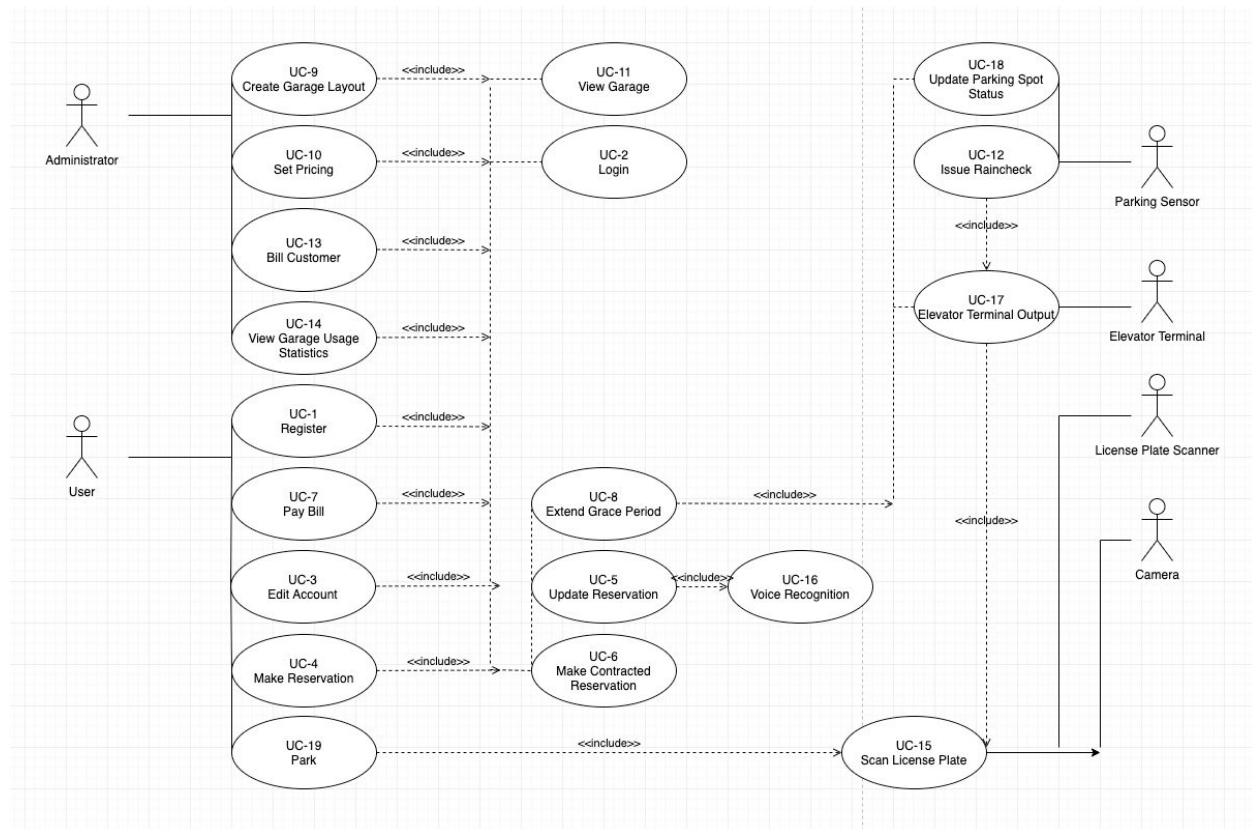 UC-9
Create Garage Layout
<<include>>
UC-11
View Garage
UC-18
Update Parking Spot
Status
Administrator
UC-10
Set Pricing
<<include>>
UC-2
Login
UC-12
Issue Raincheck
Parking Sensor
UC-13
Bill Customer
<<include>>
<<include>>
UC-14
View Garage Usage
Statistics
<<include>>
UC-17
Elevator Terminal Output
Elevator Terminal
UC-1
Register
<<include>>
License Plate Scanner
User
UC-7
Pay Bill
<<include>>
UC-8
Extend Grace Period
<<include>>
<<include>>
UC-3
Edit Account
<<include>>
UC-5
Update Reservation
<<include>>
UC-16
Voice Recognition
Camera
UC-4
Make Reservation
<<include>>
UC-6
Make Contracted
Reservation
UC-19
Park
<<include>>
UC-15
Scan License Plate